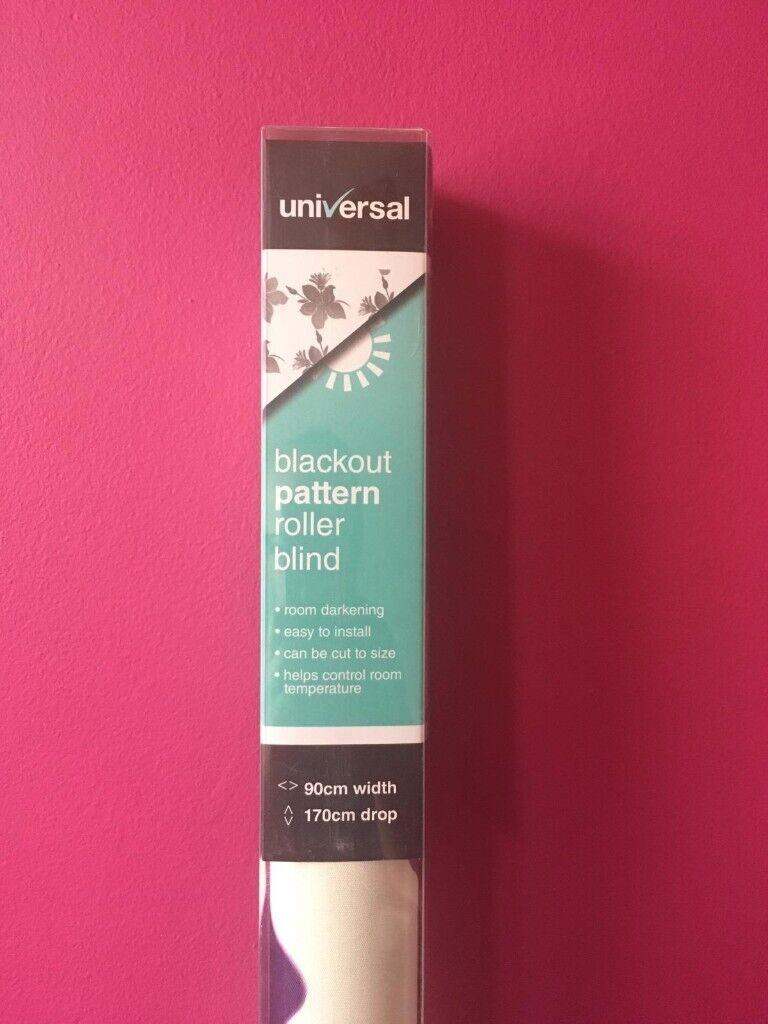 universal
blackout
pattern
roller
blind
• room darkening
• easy to install
• can be cut to size
• helps control room
temperature
<> 90cm width
170cm drop